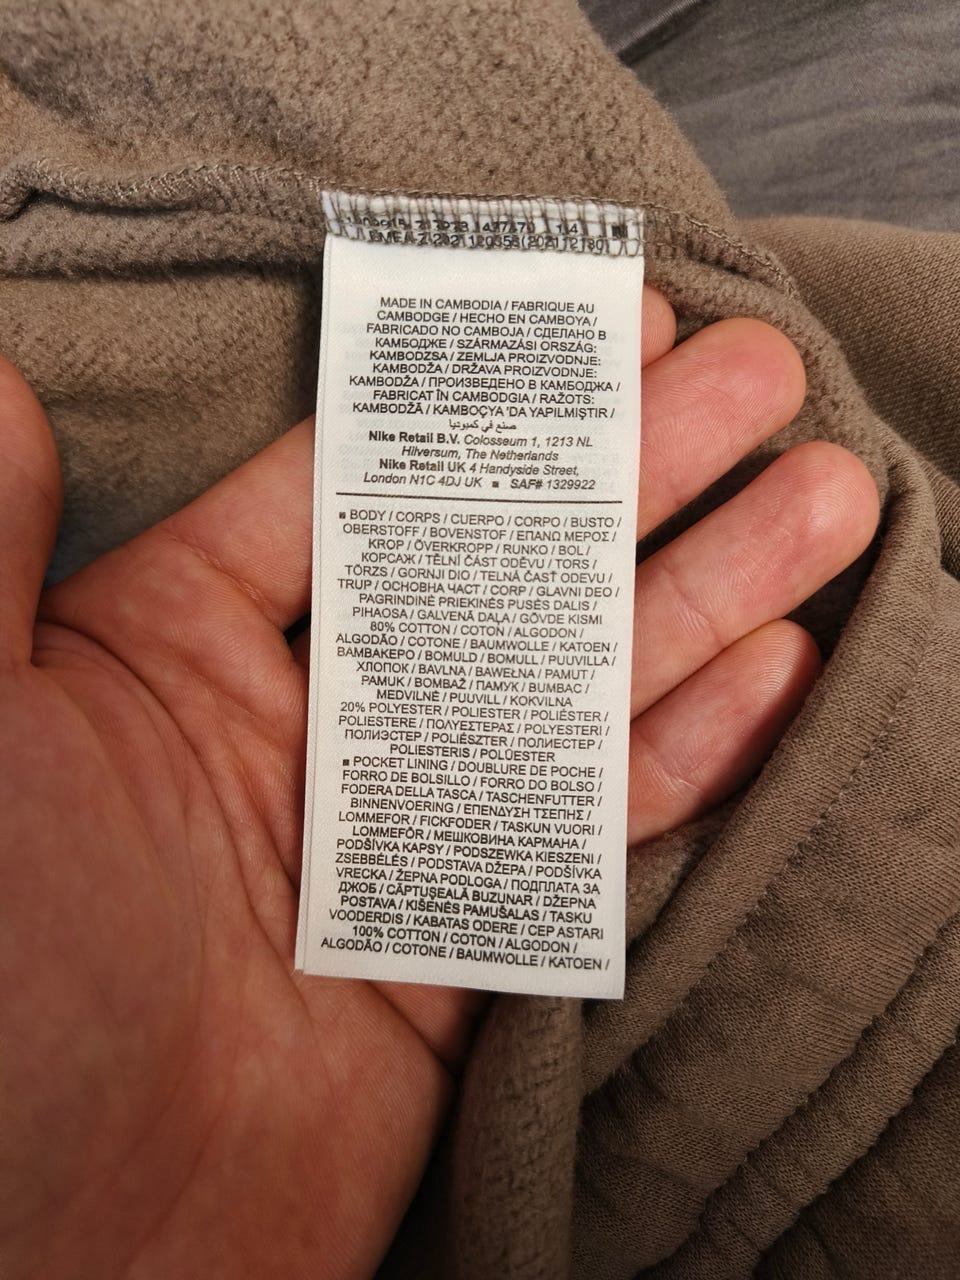 MADE IN CAMBODIA / FABRIQUE AU
CAMBODGE / HECHO EN CAMBOYA /
FABRICADO NO CAMBOJA / СДЕЛАНО В
КАМБОДЖЕ / SZÁRMAZÁSI ORSZÁG:
KAMBODZSA / ZEMLJA PROIZVODNJE:
KAMBODŽA / DRŽAVA PROIZVODNJE:
KAMBODŽA / ПРОИЗВЕДЕНО В КАМБОДЖА /
FABRICAT ÎN CAMBODGIA / RAŽOTS:
KAMBODŽĀ / KAMBOÇYA 'DA YAPILMIŞTIR /
صنع في كمبوديا
Nike Retail B.V. Colosseum 1, 1213 NL
Hilversum, The Netherlands
Nike Retail UK 4 Handyside Street,
London N1C 4DJ UK ■ SAF# 1329922
■ BODY / CORPS / CUERPO / CORPO / BUSTO /
OBERSTOFF / BOVENSTOF / ΕΠΑΝΩ ΜΕΡΟΣ /
KROP / ÖVERKROPP / RUNKO / BOL /
КОРСАЖ / TĚLNÍ ČÁST ODĚVU / TORS /
TÖRZS / GORNJI DIO / TELNÁ ČASŤ ODEVU /
TRUP / ОСНОВНА ЧАСТ / CORP / GLAVNI DEO /
PAGRINDINĖ PRIEKINĖS PUSĖS DALIS /
PIHAOSA / GALVENĀ DAĻA / GÖVDE KISMI
80% COTTON / COTON / ALGODON /
ALGODÃO / COTONE / BAUMWOLLE / KATOEN /
ΒΑΜΒΑΚΕΡΟ / BOMULD / BOMULL / PUUVILLA /
ХЛОПОК / BAVLNA / BAWEŁNA / PAMUT /
PAMUK / BOMBAŽ / ПАМУК / BUMBAC /
MEDVILNĖ / PUUVILL / KOKVILNA
20% POLYESTER / POLIESTER / POLIÉSTER /
POLIESTERE / ΠΟΛΥΕΣΤΕΡΑΣ / POLYESTERI /
ПОЛИЭСТЕР / POLIÉSZTER / ПОЛИЕСТЕР /
POLIESTERIS / POLÜESTER
■ POCKET LINING / DOUBLURE DE POCHE /
FORRO DE BOLSILLO / FORRO DO BOLSO /
FODERA DELLA TASCA / TASCHENFUTTER /
BINNENVOERING / ΕΠΕΝΔΥΣΗ ΤΣΕΠΗΣ /
LOMMEFOR / FICKFODER / TASKUN VUORI /
LOMMEFÔR / МЕШКОВИНА КАРМАНА /
PODŠÍVKA KAPSY / PODSZEWKA KIESZENI /
ZSEBBÉLÉS / PODSTAVA DŽEPA / PODŠÍVKA
VRECKA / ŽEPNA PODLOGA / ПОДПЛАТА ЗА
ДЖОБ / CĂPTUȘEALĂ BUZUNAR / DŽEPNA
POSTAVA / KIŠENĖS PAMUŠALAS / TASKU
VOODERDIS / KABATAS ODERE / CEP ASTARI
100% COTTON / COTON / ALGODON /
ALGODÃO / COTONE / BAUMWOLLE / KATOEN /